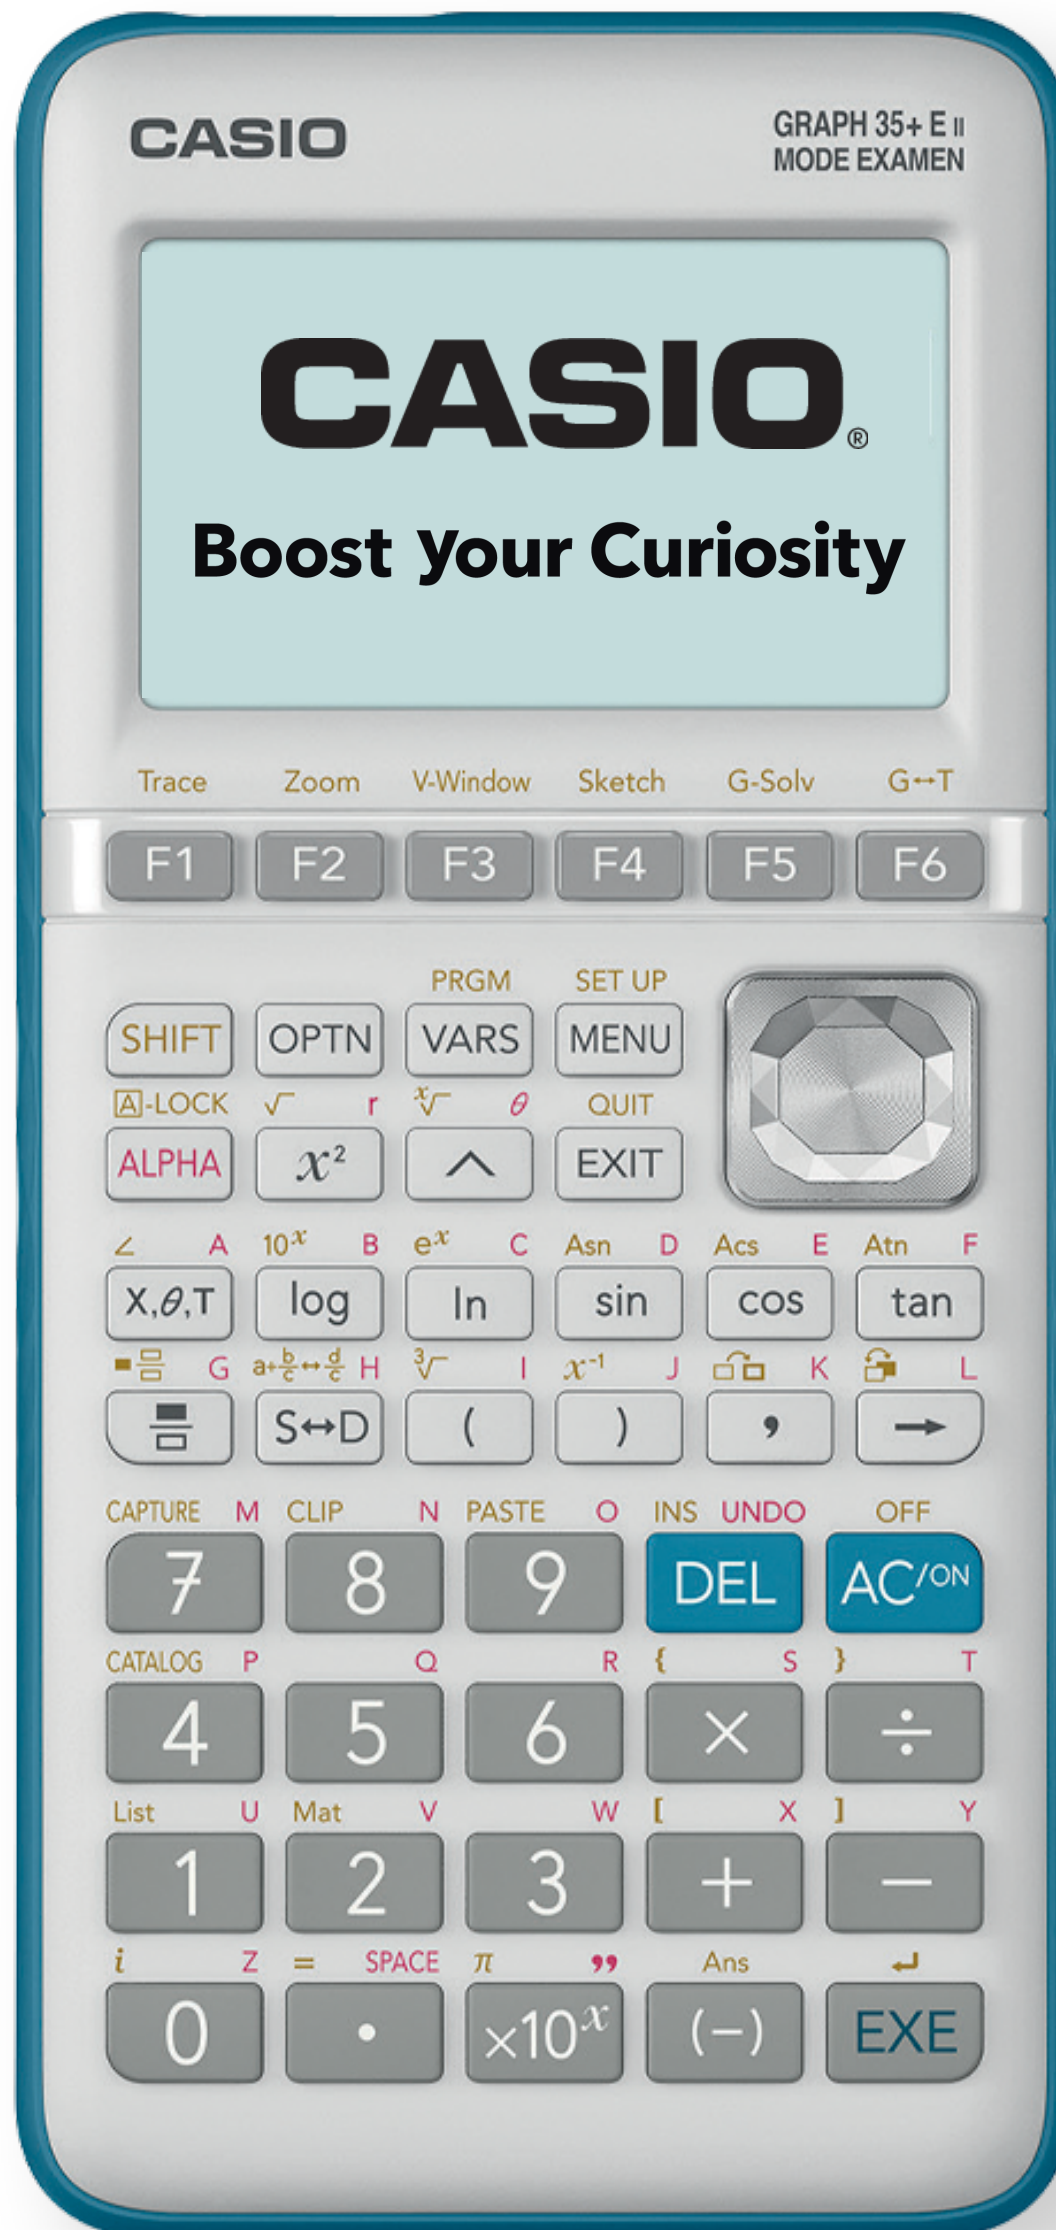 CASIO
GRAPH 35+ E II
MODE EXAMEN
CASIO®
Boost your Curiosity
Trace Zoom V-Window Sketch G-Solv G↔T
F1 F2 F3 F4 F5 F6
PRGM SET UP
SHIFT OPTN VARS MENU
A-LOCK √ r ˣ√ θ QUIT
ALPHA x² ^ EXIT
∠ A 10ˣ B eˣ C Asn D Acs E Atn F
X,θ,T log ln sin cos tan
G a+b/c↔d/c H ³√ I x⁻¹ J K L
S↔D ( ) , →
CAPTURE M CLIP N PASTE O INS UNDO OFF
7 8 9 DEL AC/ON
CATALOG P Q R { S } T
4 5 6 × ÷
List U Mat V W [ X ] Y
1 2 3 + −
i Z = SPACE π ” Ans ↵
0 • ×10ˣ (−) EXE